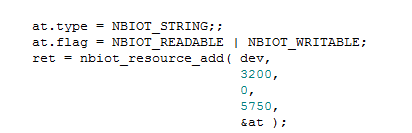 at.type = NBIOT_STRING;;
at.flag = NBIOT_READABLE | NBIOT_WRITABLE;
ret = nbiot_resource_add( dev,
3200,
0,
5750,
&at );